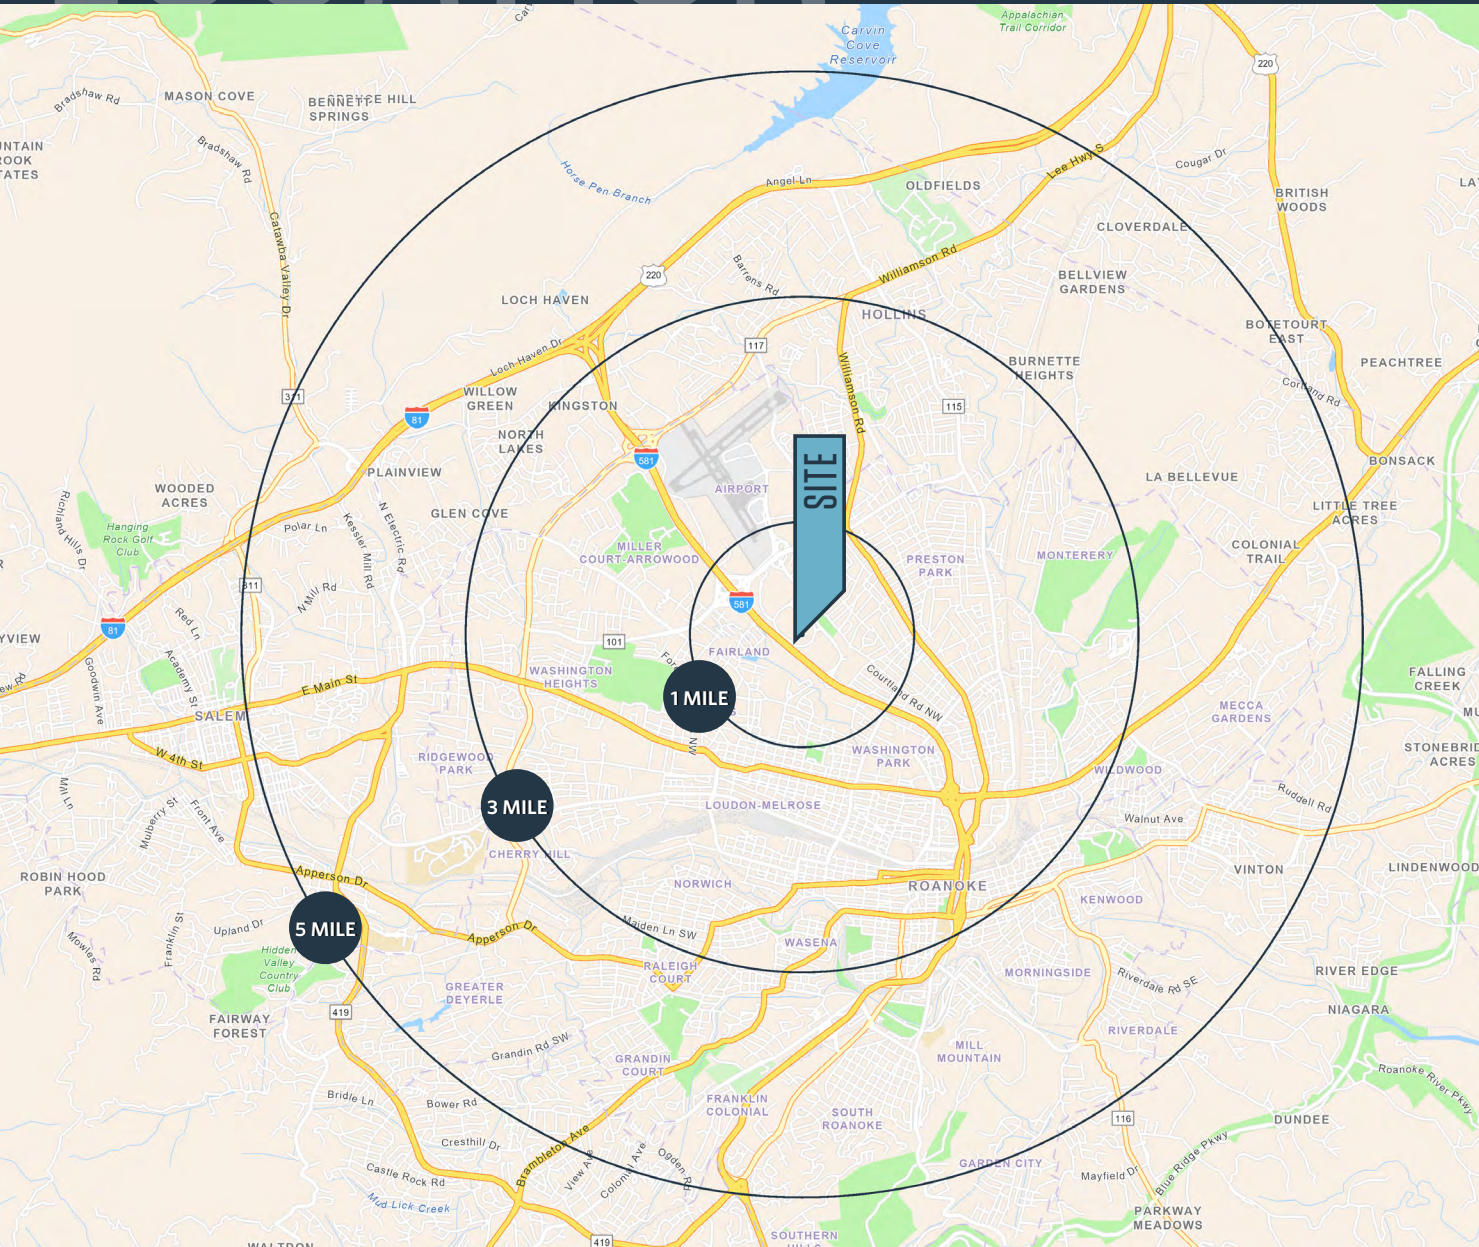 Appalachian
Trail Corridor
Carvin
Cove
Reservoir
220
MASON COVE
BENNETT
SPRINGS
Bradshaw Rd
Bradshaw Rd
Horse Pen Branch
Angel Ln
OLDFIELDS
Lee Hwy S
Cougar Dr
BRITISH
WOODS
CLOVERDALE
Catawba Valley Dr
Barrens Rd
Williamson Rd
BELLVIEW
GARDENS
220
LOCH HAVEN
HOLLINS
BOTETOURT
EAST
117
Loch Haven Dr
BURNETTE
HEIGHTS
PEACHTREE
311
WILLOW
GREEN
KINGSTON
Williamson Rd
115
Cortland Rd
81
NORTH
LAKES
581
SITE
BONSACK
PLAINVIEW
LA BELLEVUE
WOODED
ACRES
AIRPORT
GLEN COVE
LITTLE TREE
ACRES
Richland Hills Dr
Hanging
Rock Golf
Club
Polar Ln
Kessler Mill Rd
N Electric Rd
MILLER
COURT-ARROWOOD
PRESTON
PARK
MONTERERY
COLONIAL
TRAIL
311
N Mill Rd
581
81
Red Ln
101
FAIRLAND
WASHINGTON
HEIGHTS
Academy St
Goodwin Ave
E Main St
Courtland Rd NW
FALLING
CREEK
1 MILE
SALEM
MECCA
GARDENS
NW
W 4th St
RIDGEWOOD
PARK
WASHINGTON
PARK
STONEBRID
ACRES
WILDWOOD
Mill Ln
Mulberry St
Front Ave
3 MILE
LOUDON-MELROSE
Ruddell Rd
Walnut Ave
CHERRY HILL
ROBIN HOOD
PARK
Apperson Dr
NORWICH
ROANOKE
VINTON
LINDENWOOD
KENWOOD
5 MILE
Upland Dr
Franklin St
Mowles Rd
Apperson Dr
Maiden Ln SW
WASENA
Hidden
Valley
Country
Club
RALEIGH
COURT
MORNINGSIDE
Riverdale Rd SE
RIVER EDGE
GREATER
DEYERLE
419
FAIRWAY
FOREST
NIAGARA
RIVERDALE
Grandin Rd SW
GRANDIN
COURT
MILL
MOUNTAIN
Roanoke River Pkwy
Bridle Ln
Bower Rd
FRANKLIN
COLONIAL
SOUTH
ROANOKE
116
DUNDEE
Cresthill Dr
Brambleton Ave
View Ave
Colonial Ave
Ogden Rd
GARDEN CITY
Blue Ridge Pkwy
Castle Rock Rd
Mayfield Dr
Mud Lick Creek
PARKWAY
MEADOWS
419
SOUTHERN